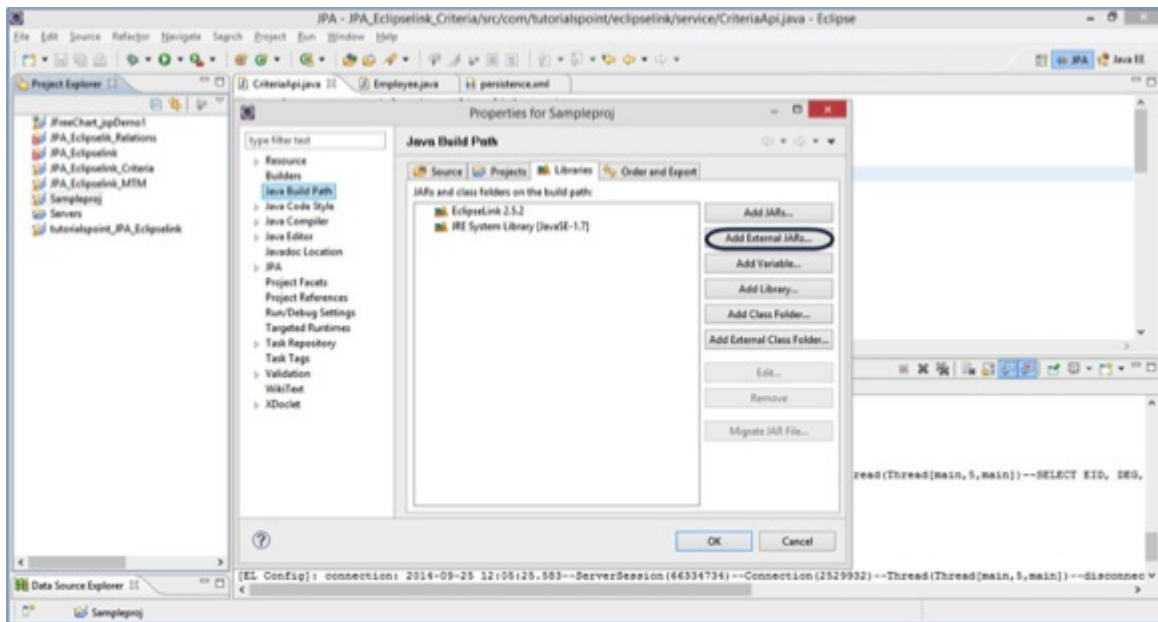 JPA - JPA_Eclipselink_Criteria/src/com/tutorialspoint/eclipselink/service/CriteriaApi.java - Eclipse
File Edit Source Refactor Navigate Search Project Run Window Help
JPA Java EE
Project Explorer
CriteriaApi.java Employee.java persistence.xml
JFreeChart_jspDemo1
JPA_Eclipselik_Relations
JPA_Eclipselink
JPA_Eclipselink_Criteria
JPA_Eclipselink_MTM
Sampleproj
Servers
tutorialspoint_JPA_Eclipselink
Properties for Sampleproj
type filter text
Resource
Builders
Java Build Path
Java Code Style
Java Compiler
Java Editor
Javadoc Location
JPA
Project Facets
Project References
Run/Debug Settings
Targeted Runtimes
Task Repository
Task Tags
Validation
WikiText
XDoclet
Java Build Path
Source Projects Libraries Order and Export
JARs and class folders on the build path:
EclipseLink 2.5.2
JRE System Library [JavaSE-1.7]
Add JARs...
Add External JARs...
Add Variable...
Add Library...
Add Class Folder...
Add External Class Folder...
Edit...
Remove
Migrate JAR File...
OK Cancel
read(Thread[main,5,main])--SELECT EID, DEG,
[EL Config]: connection: 2014-09-25 12:05:25.583--ServerSession(66334734)--Connection(2529932)--Thread(Thread[main,5,main])--disconnec
Data Source Explorer
Sampleproj